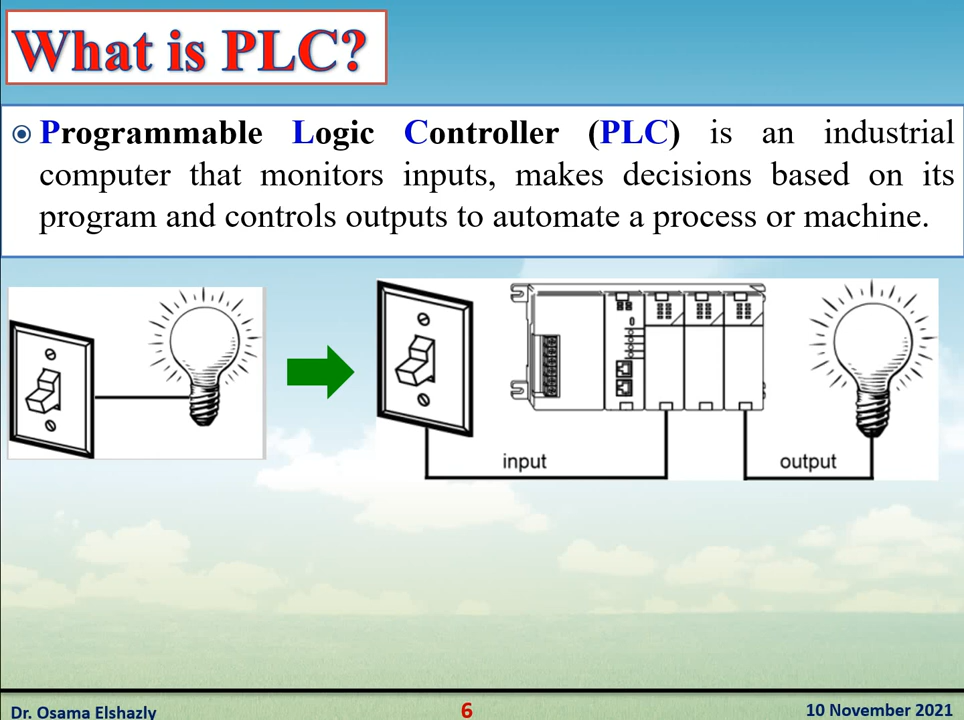 What is PLC?
Programmable Logic Controller (PLC) is an industrial
computer that monitors inputs, makes decisions based on its
program and controls outputs to automate a process or machine.
input
output
Dr. Osama Elshazly
6
10 November 2021